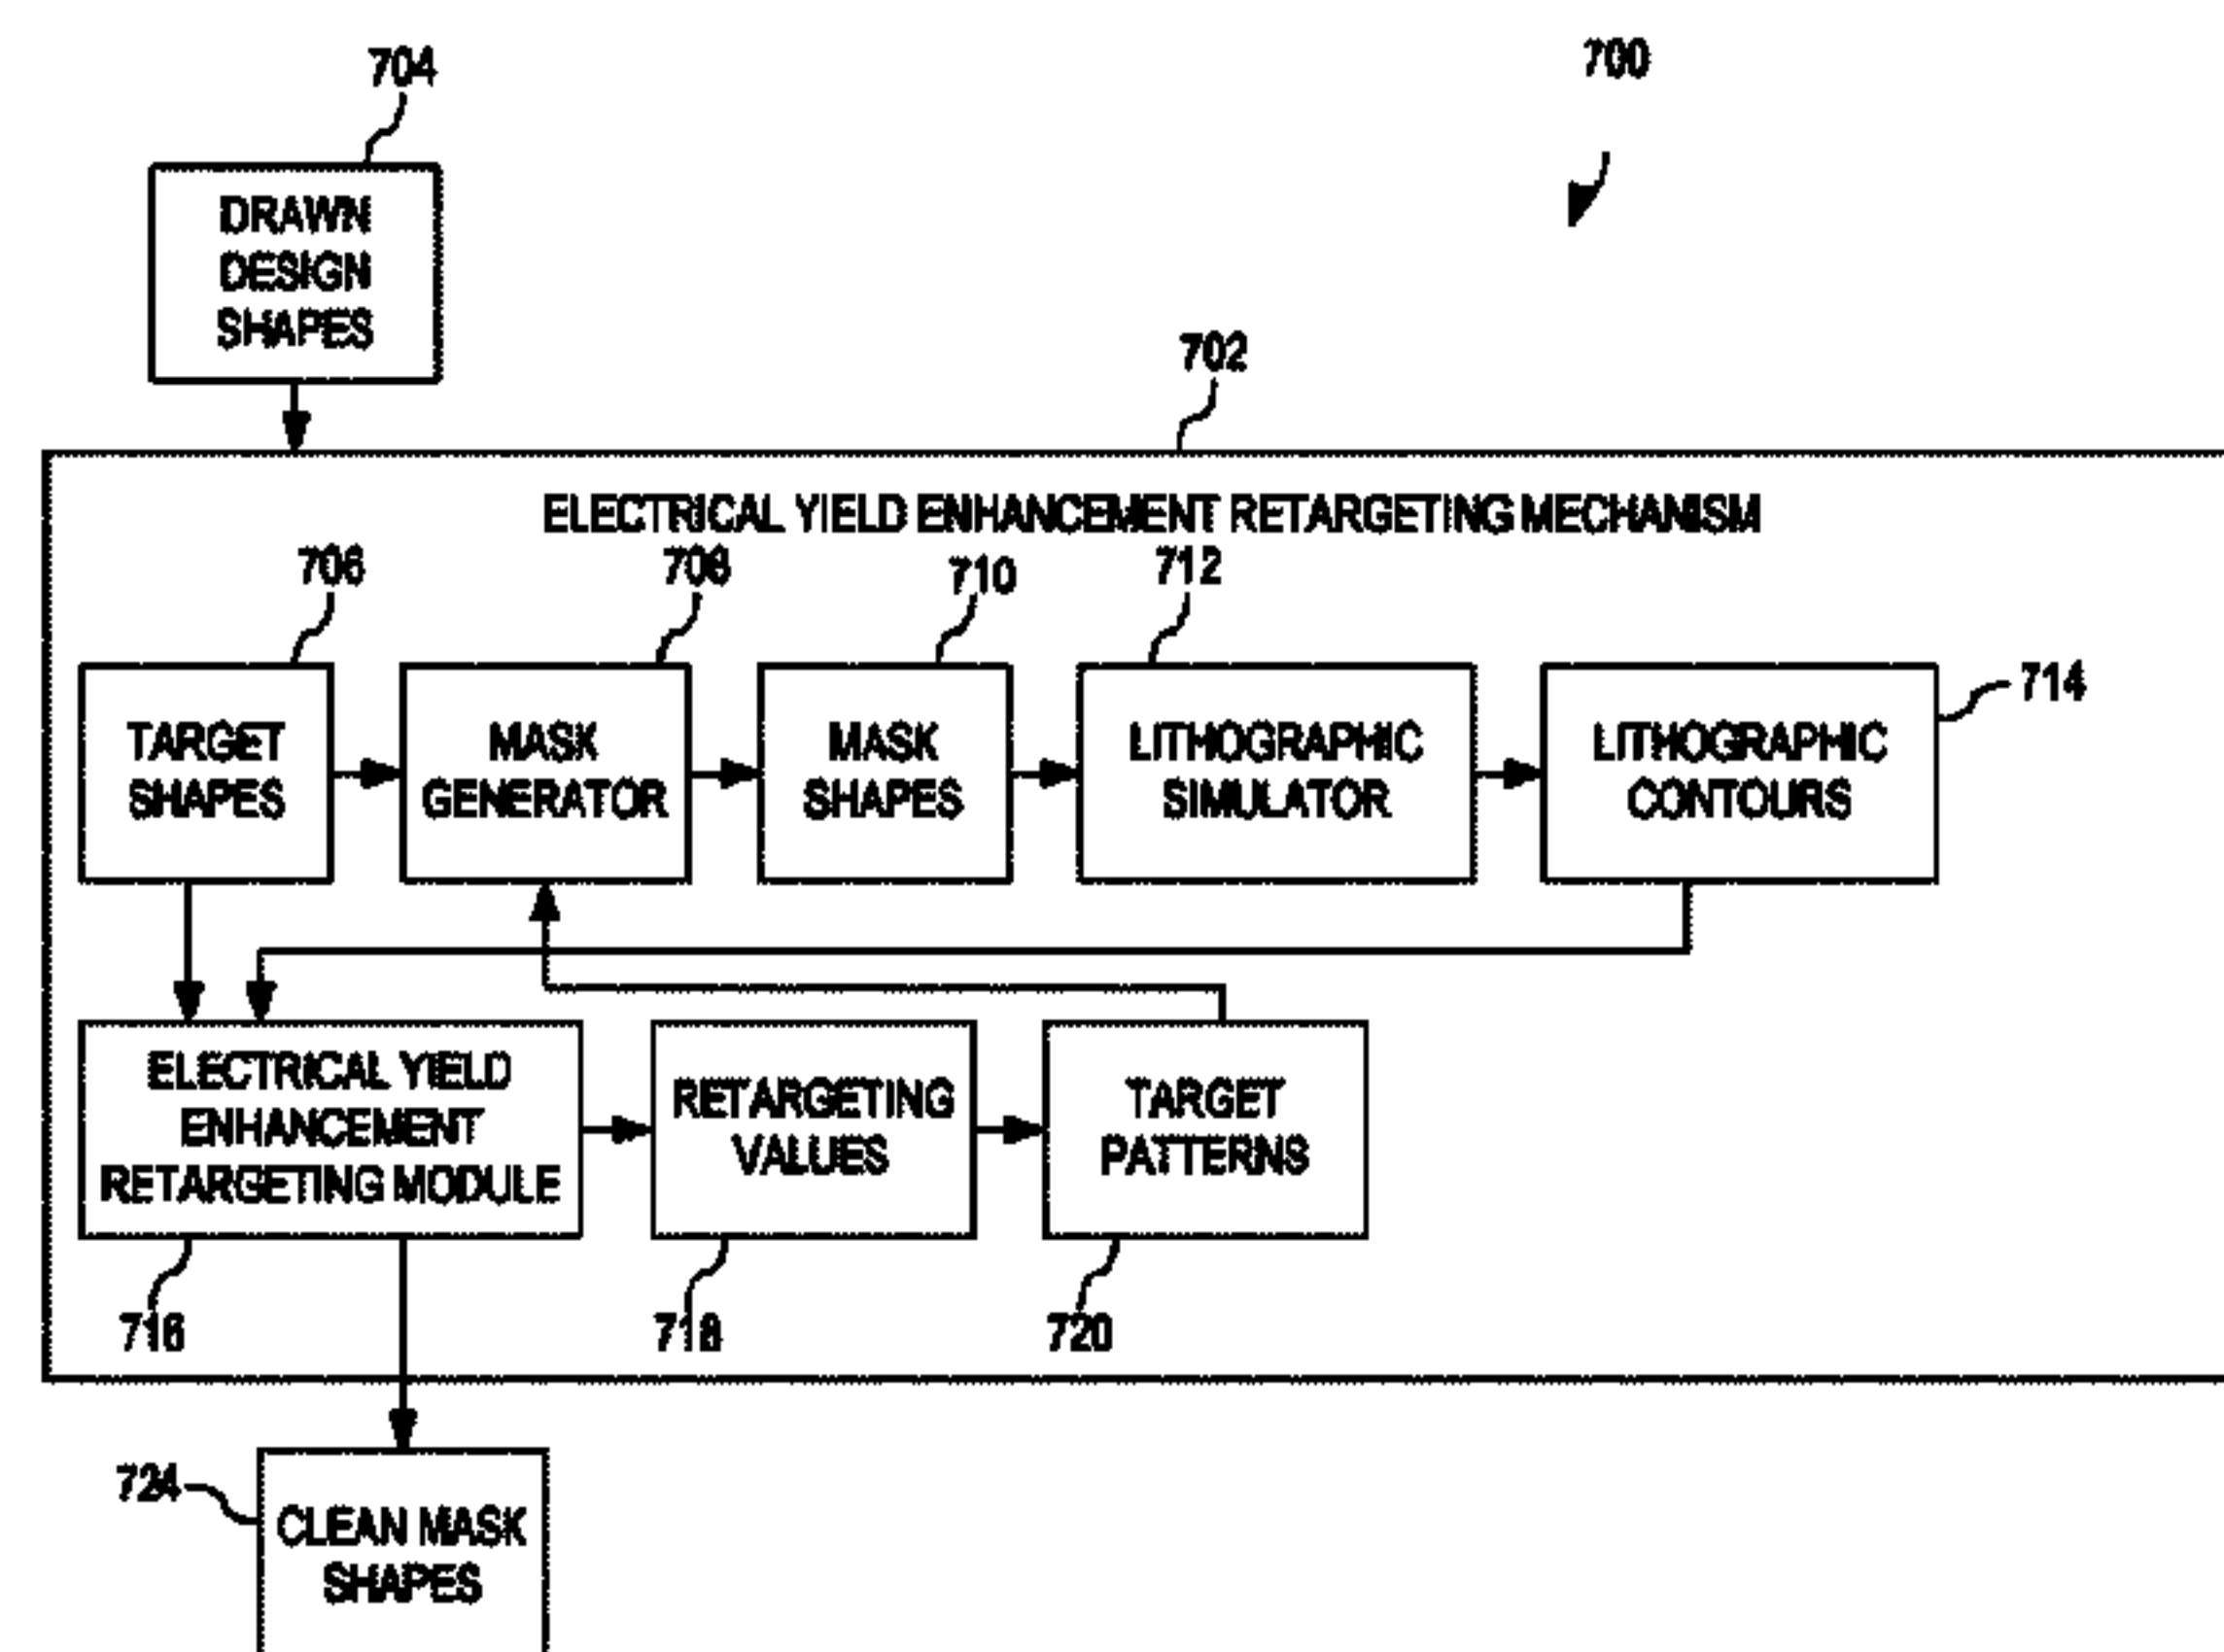 704
700
DRAWN
DESIGN
SHAPES
702
ELECTRICAL YIELD ENHANCEMENT RETARGETING MECHANISM
706
708
710
712
714
TARGET
SHAPES
MASK
GENERATOR
MASK
SHAPES
LITHOGRAPHIC
SIMULATOR
LITHOGRAPHIC
CONTOURS
ELECTRICAL YIELD
ENHANCEMENT
RETARGETING MODULE
RETARGETING
VALUES
TARGET
PATTERNS
716
718
720
724
CLEAN MASK
SHAPES